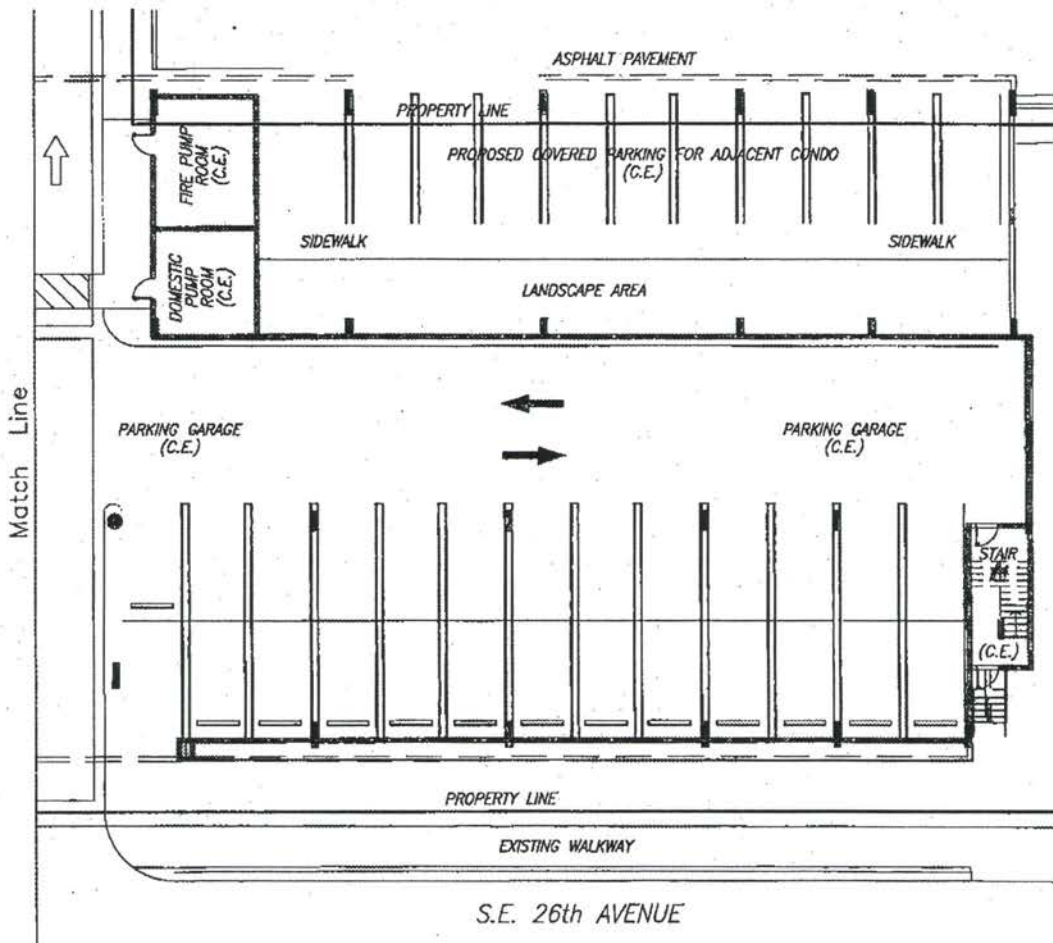 ASPHALT PAVEMENT
PROPERTY LINE
PROPOSED COVERED PARKING FOR ADJACENT CONDO
(C.E.)
FIRE PUMP
ROOM
(C.E.)
SIDEWALK
SIDEWALK
DOMESTIC
PUMP
ROOM
(C.E.)
LANDSCAPE AREA
Match Line
PARKING GARAGE
(C.E.)
PARKING GARAGE
(C.E.)
STAIR
(C.E.)
PROPERTY LINE
EXISTING WALKWAY
S.E. 26th AVENUE